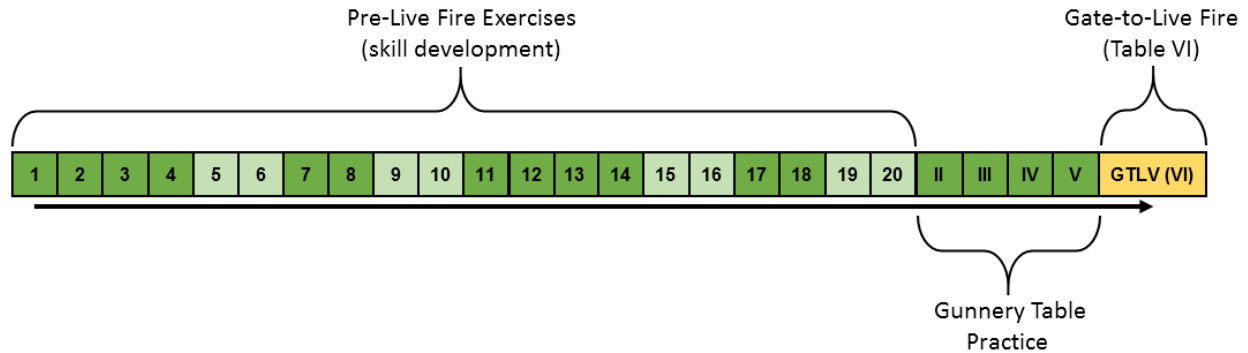 Pre-Live Fire Exercises
(skill development)
Gate-to-Live Fire
(Table VI)
1 2 3 4 5 6 7 8 9 10 11 12 13 14 15 16 17 18 19 20 II III IV V GTLV (VI)
Gunnery Table
Practice